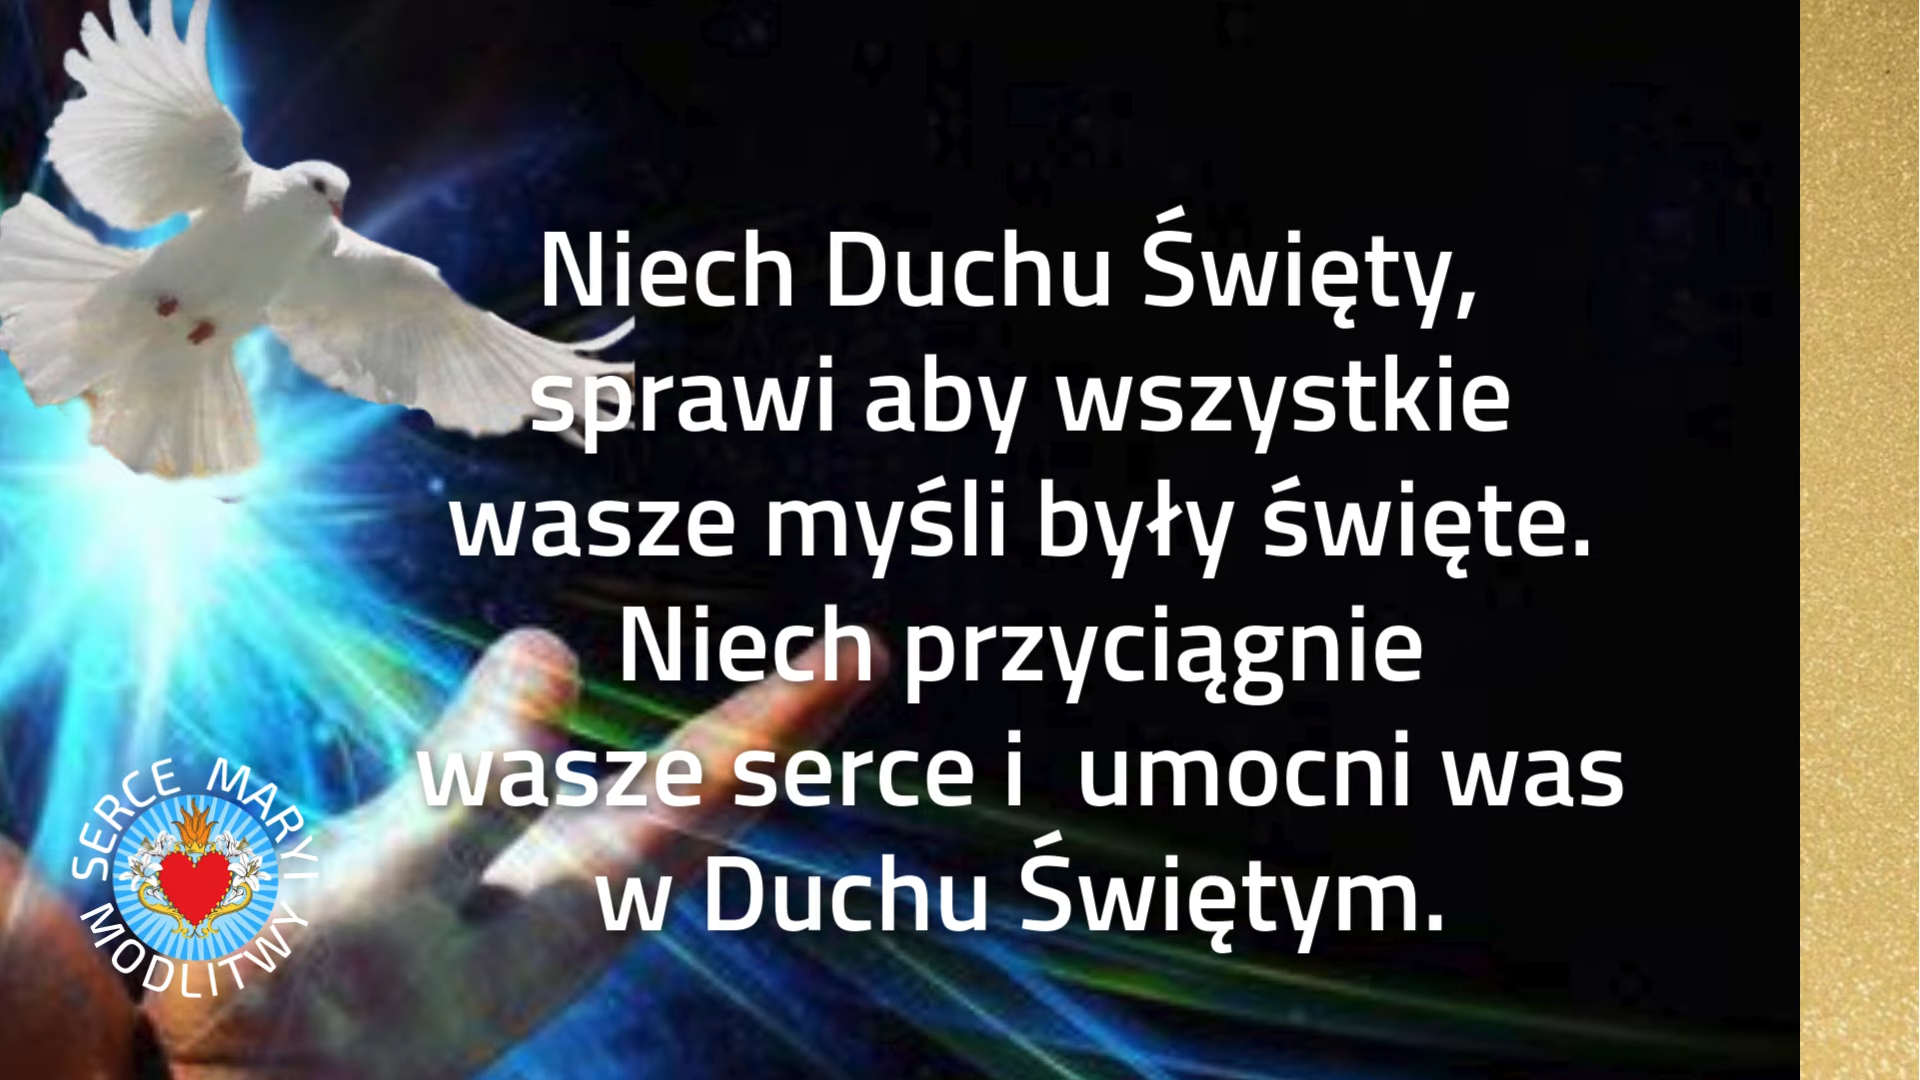 Niech Duchu Święty,
sprawi aby wszystkie
wasze myśli były święte.
Niech przyciągnie
wasze serce i  umocni was
w Duchu Świętym.
SERCE MARYI
MODLITWY